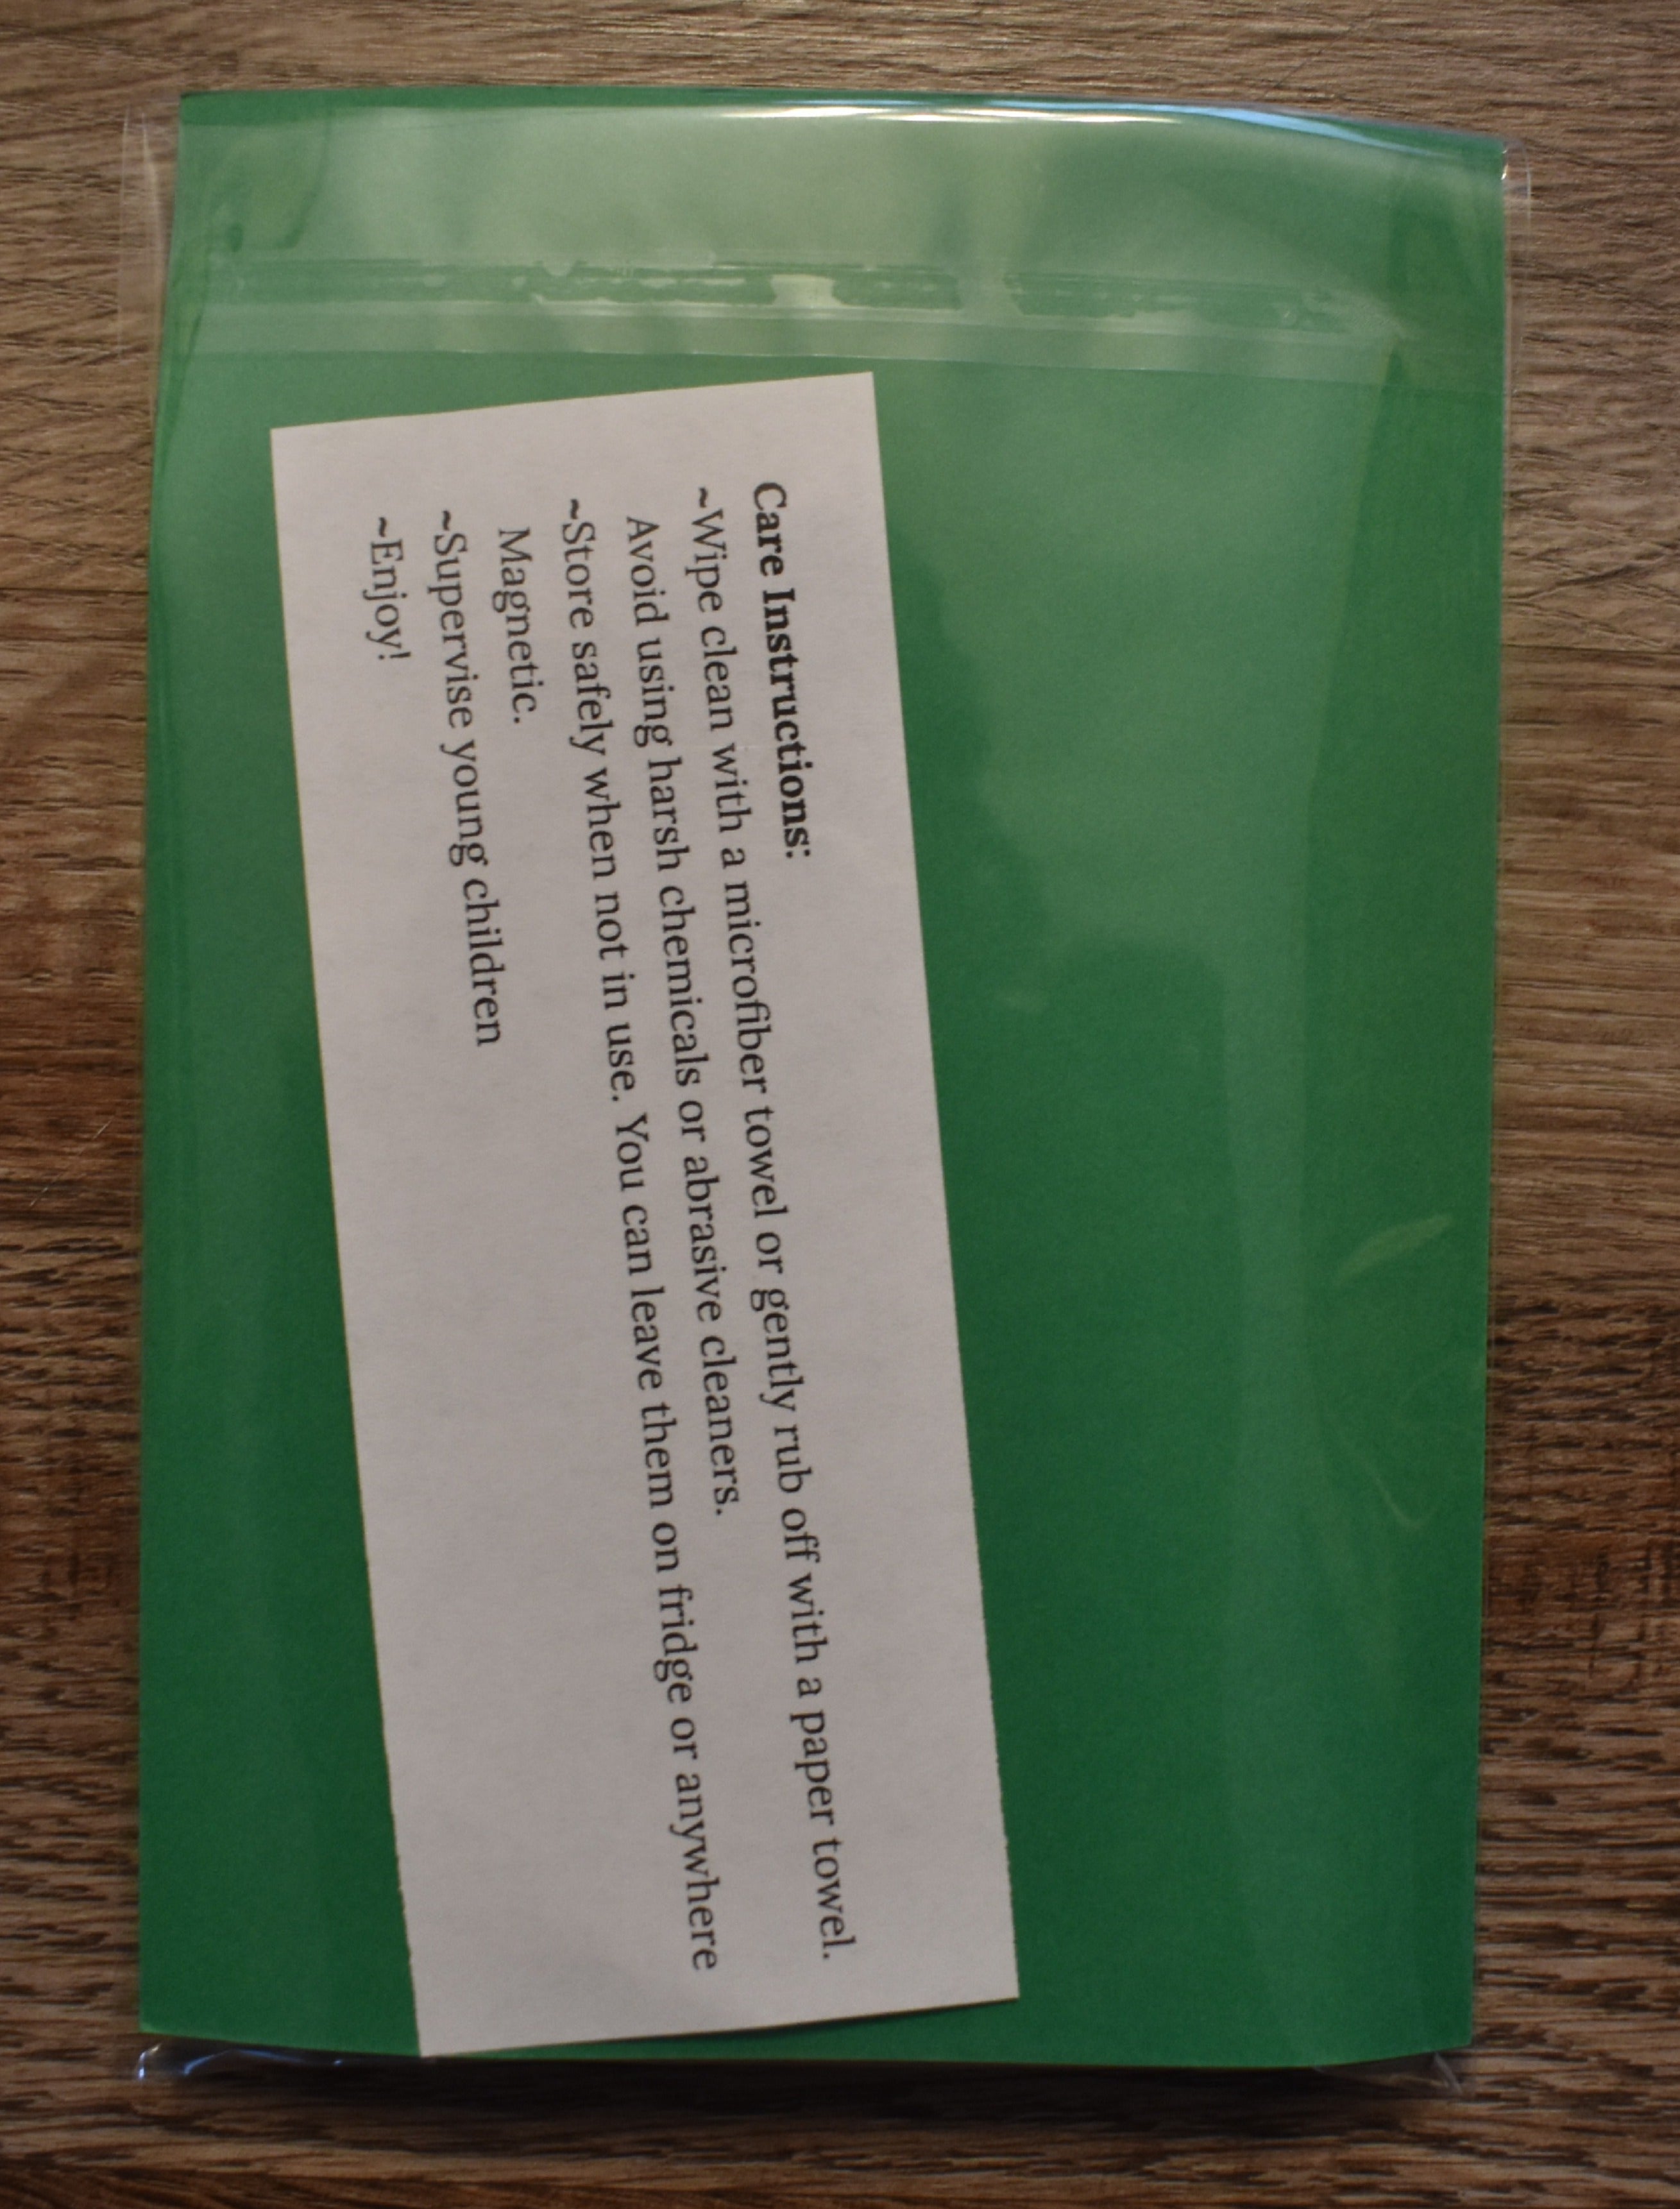 Care Instructions:
~Wipe clean with a microfiber towel or gently rub off with a paper towel.
Avoid using harsh chemicals or abrasive cleaners.
~Store safely when not in use. You can leave them on fridge or anywhere
Magnetic.
~Supervise young children
~Enjoy!